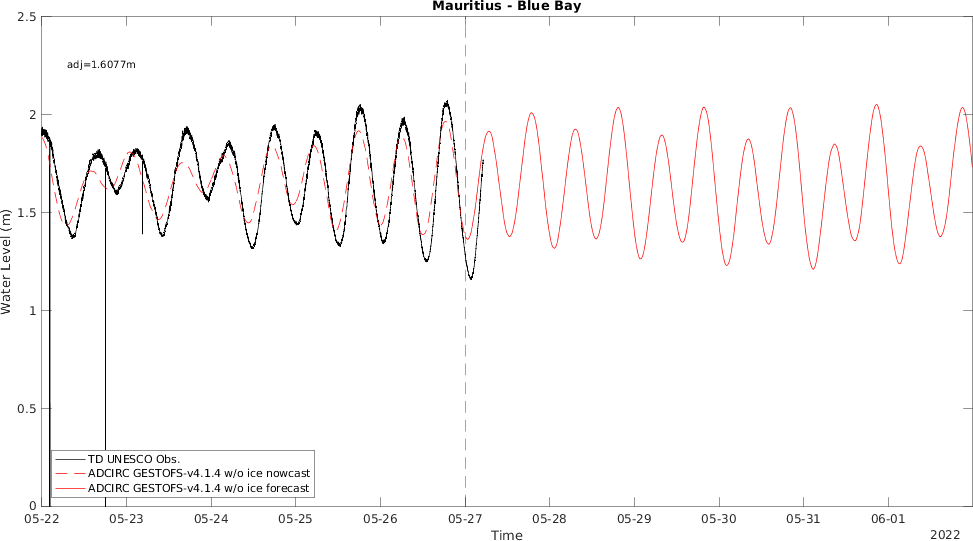 Mauritius - Blue Bay
2.5
adj=1.6077m
2
1.5
Water Level (m)
1
0.5
TD UNESCO Obs.
ADCIRC GESTOFS-v4.1.4 w/o ice nowcast
ADCIRC GESTOFS-v4.1.4 w/o ice forecast
0
05-22 05-23 05-24 05-25 05-26 05-27 05-28 05-29 05-30 05-31 06-01
Time
2022